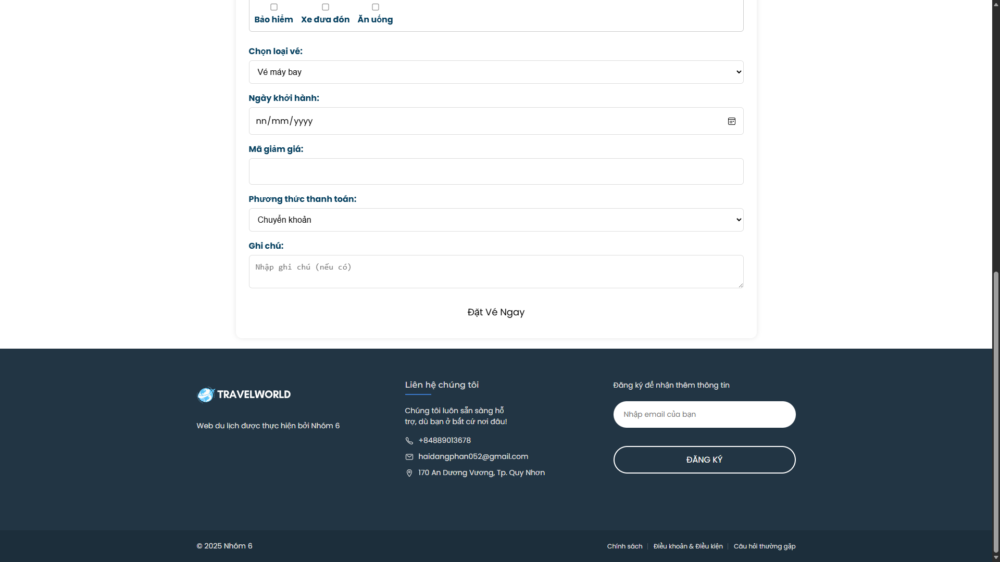 Bảo hiểm Xe đưa đón Ăn uống
Chọn loại vé:
Vé máy bay
Ngày khởi hành:
nn/mm/yyyy
Mã giảm giá:
Phương thức thanh toán:
Chuyển khoản
Ghi chú:
Nhập ghi chú (nếu có)
Đặt Vé Ngay
TRAVELWORLD
Web du lịch được thực hiện bởi Nhóm 6
Liên hệ chúng tôi
Chúng tôi luôn sẵn sàng hỗ
trợ, dù bạn ở bất cứ nơi đâu!
+84889013678
haidangphan052@gmail.com
170 An Dương Vương, Tp. Quy Nhơn
Đăng ký để nhận thêm thông tin
Nhập email của bạn
ĐĂNG KÝ
© 2025 Nhóm 6
Chính sách
Điều khoản & Điều kiện
Câu hỏi thường gặp